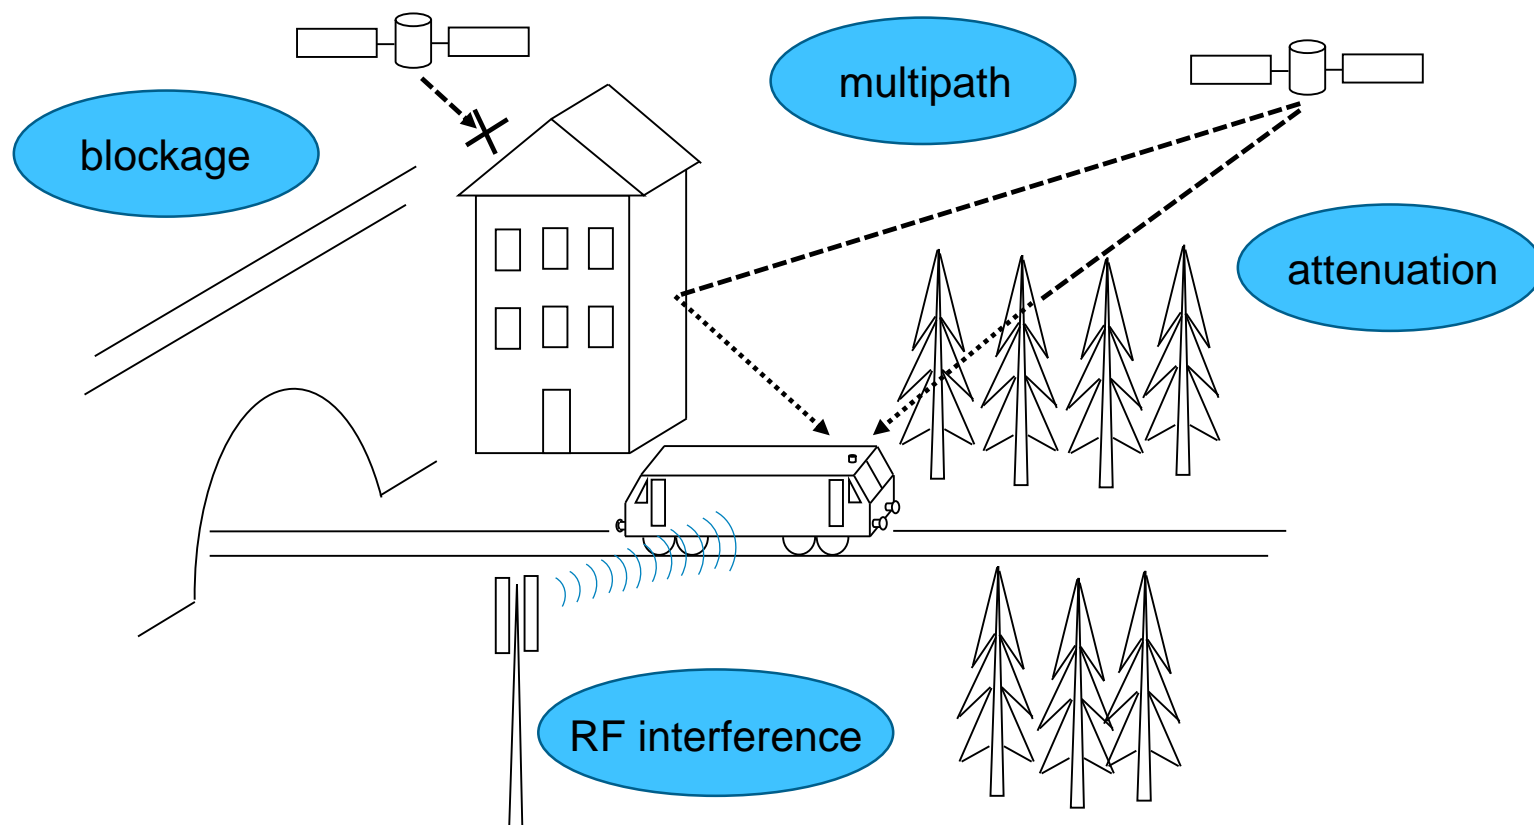 multipath
blockage
attenuation
RF interference